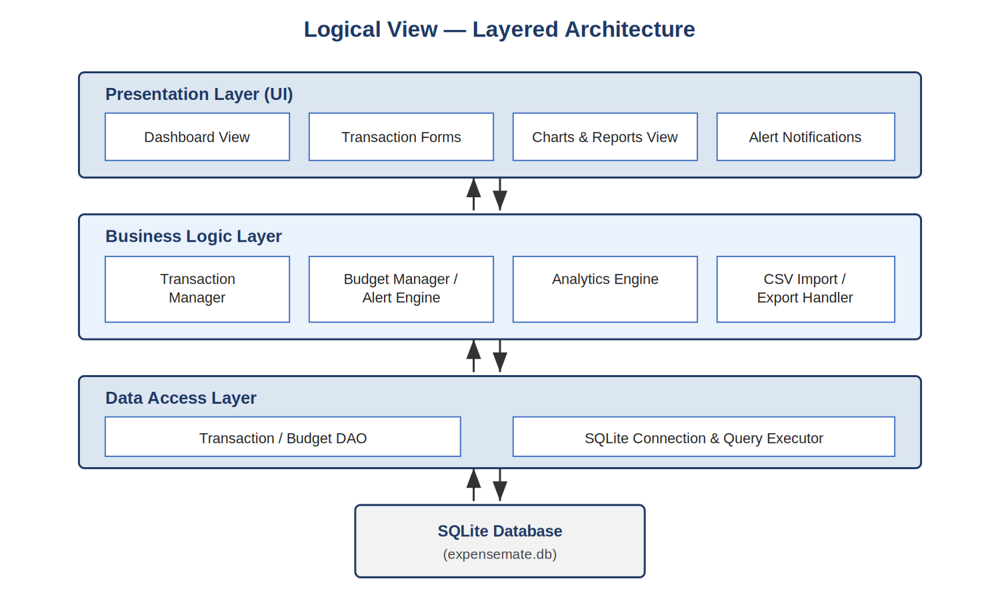 Logical View — Layered Architecture
Presentation Layer (UI)
Dashboard View
Transaction Forms
Charts & Reports View
Alert Notifications
Business Logic Layer
Transaction
Manager
Budget Manager /
Alert Engine
Analytics Engine
CSV Import /
Export Handler
Data Access Layer
Transaction / Budget DAO
SQLite Connection & Query Executor
SQLite Database
(expensemate.db)